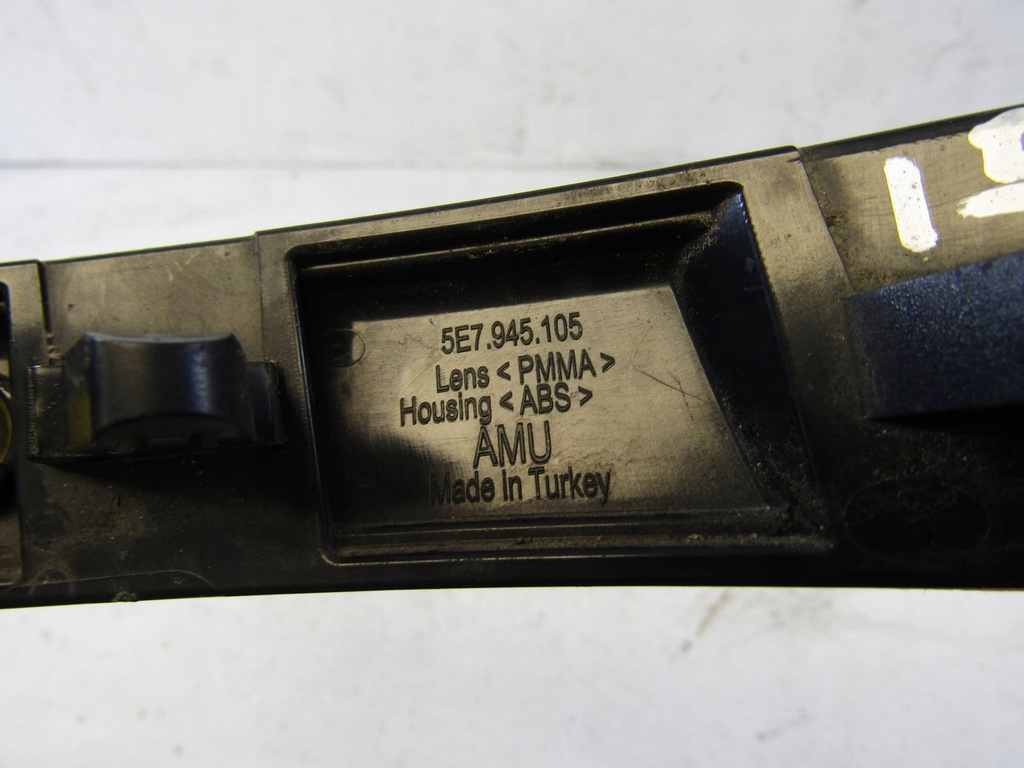 5E7.945.105
Lens <PMMA>
Housing <ABS>
AMU
Made in Turkey